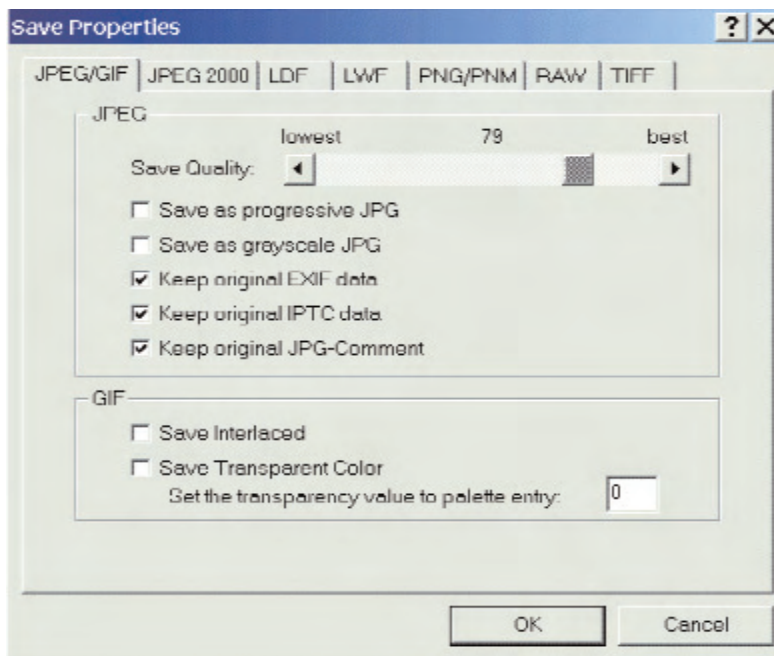 Save Properties
JPEG/GIF JPEG 2000 LDF LWF PNG/PNM RAW TIFF
JPEG
lowest 79 best
Save Quality:
Save as progressive JPG
Save as grayscale JPG
Keep original EXIF data
Keep original IPTC data
Keep original JPG-Comment
GIF
Save Interlaced
Save Transparent Color
Set the transparency value to palette entry: 0
OK Cancel